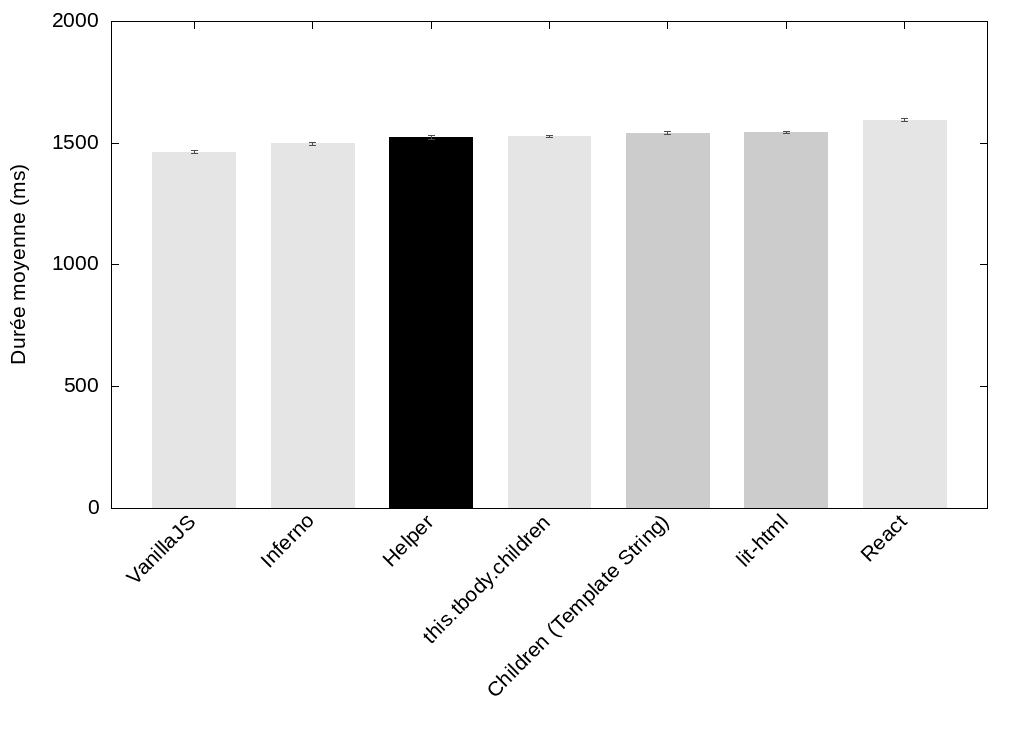 2000
1500
1000
500
0
Durée moyenne (ms)
VanillaJS
Inferno
Helper
this.tbody.children
Children (Template String)
lit-html
React